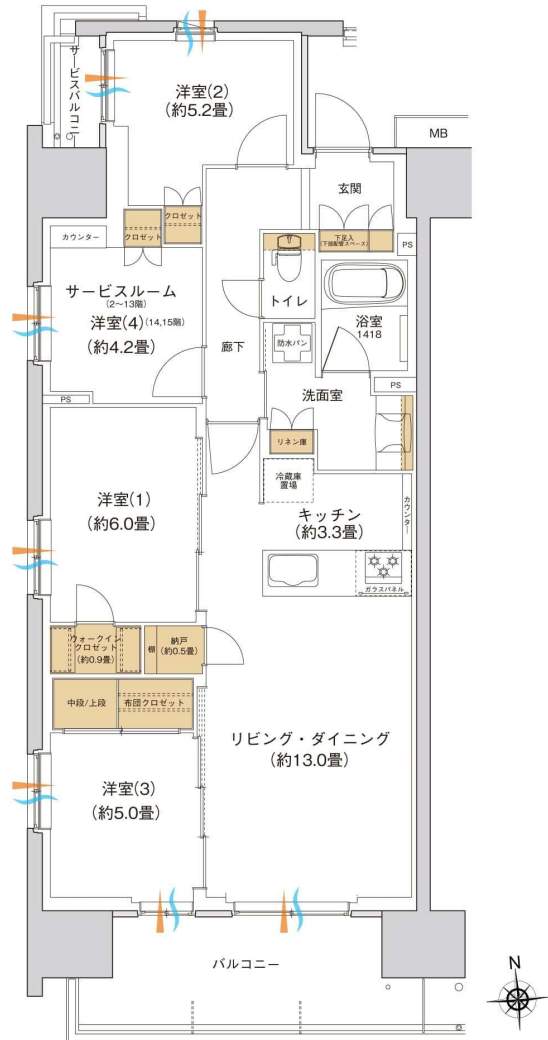 サービスバルコニー
洋室(2)
(約5.2畳)
MB
玄関
クロゼット
クロゼット
下足入
(下部配管スペース)
PS
カウンター
サービスルーム
(2〜13階)
洋室(4)(14,15階)
(約4.2畳)
トイレ
浴室
1418
廊下
防水パン
洗面室
PS
PS
リネン庫
冷蔵庫
置場
洋室(1)
(約6.0畳)
キッチン
(約3.3畳)
カウンター
ガラスパネル
ウォークイン
クロゼット
(約0.9畳)
棚
納戸
(約0.5畳)
中段/上段
布団クロゼット
リビング・ダイニング
(約13.0畳)
洋室(3)
(約5.0畳)
バルコニー
N